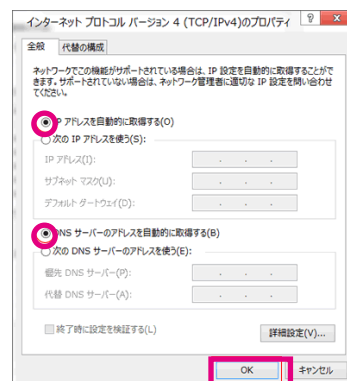 インターネット プロトコル バージョン 4 (TCP/IPv4)のプロパティ
全般 代替の構成
ネットワークでこの機能がサポートされている場合は、IP 設定を自動的に取得することがで
きます。サポートされていない場合は、ネットワーク管理者に適切な IP 設定を問い合わせ
てください。
アドレスを自動的に取得する(O)
次の IP アドレスを使う(S):
IP アドレス(I):
サブネット マスク(U):
デフォルト ゲートウェイ(D):
DNS サーバーのアドレスを自動的に取得する(B)
次の DNS サーバーのアドレスを使う(E):
優先 DNS サーバー(P):
代替 DNS サーバー(A):
終了時に設定を検証する(L)
詳細設定(V)...
OK キャンセル